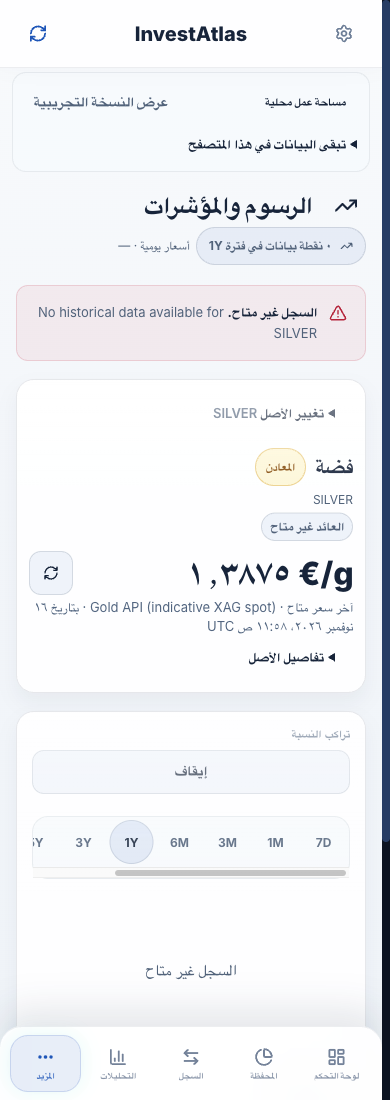 InvestAtlas
مساحة عمل محلية
عرض النسخة التجريبية
تبقى البيانات في هذا المتصفح
الرسوم والمؤشرات
٠ نقطة بيانات في فترة 1Y
أسعار يومية · —
السجل غير متاح. No historical data available for
SILVER
تغيير الأصل SILVER
فضة
المعادن
SILVER
العائد غير متاح
١٫٣٨٧٥ €/g
آخر سعر متاح · Gold API (indicative XAG spot) · بتاريخ ١٦
نوفمبر ٢٠٢٦، ١١:٥٨ ص UTC
تفاصيل الأصل
تراكب النسبة
إيقاف
7D
1M
3M
6M
1Y
3Y
السجل غير متاح
لوحة التحكم
المحفظة
السجل
التحليلات
المزيد